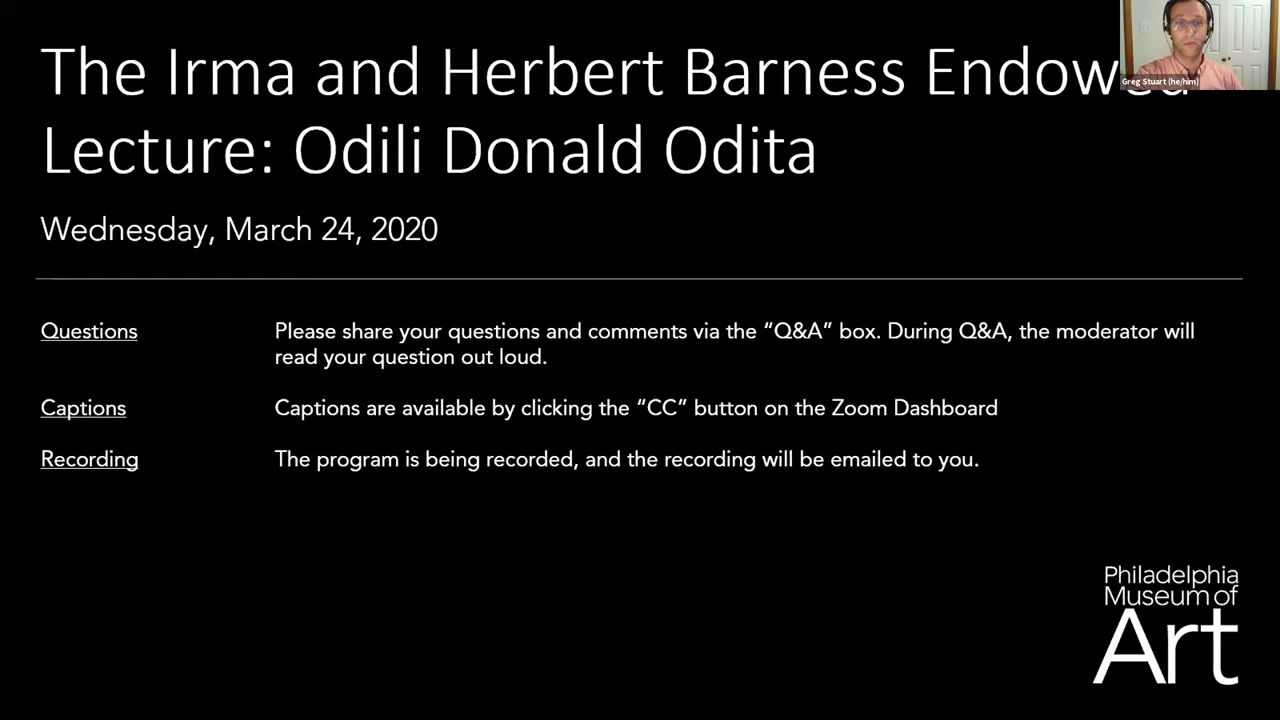 The Irma and Herbert Barness Endowed
Greg Stuart (he/him)
Lecture: Odili Donald Odita
Wednesday, March 24, 2020
Questions
Please share your questions and comments via the “Q&A” box. During Q&A, the moderator will
read your question out loud.
Captions
Captions are available by clicking the “CC” button on the Zoom Dashboard
Recording
The program is being recorded, and the recording will be emailed to you.
Philadelphia
Museum of
Art